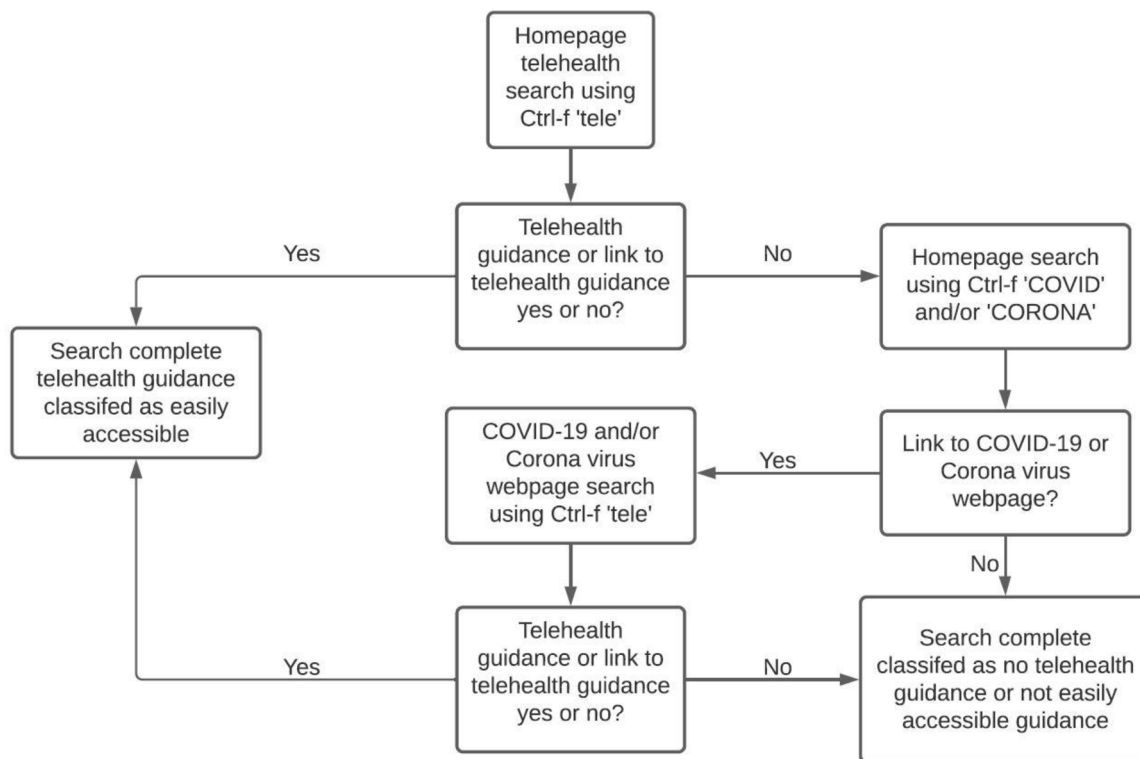 Homepage
telehealth
search using
Ctrl-f 'tele'
Telehealth
guidance or link to
telehealth guidance
yes or no?
Yes
No
Homepage search
using Ctrl-f 'COVID'
and/or 'CORONA'
Search complete
telehealth guidance
classifed as easily
accessible
COVID-19 and/or
Corona virus
webpage search
using Ctrl-f 'tele'
Yes
Link to COVID-19 or
Corona virus
webpage?
No
Telehealth
guidance or link to
telehealth guidance
yes or no?
Yes
No
Search complete
classifed as no telehealth
guidance or not easily
accessible guidance